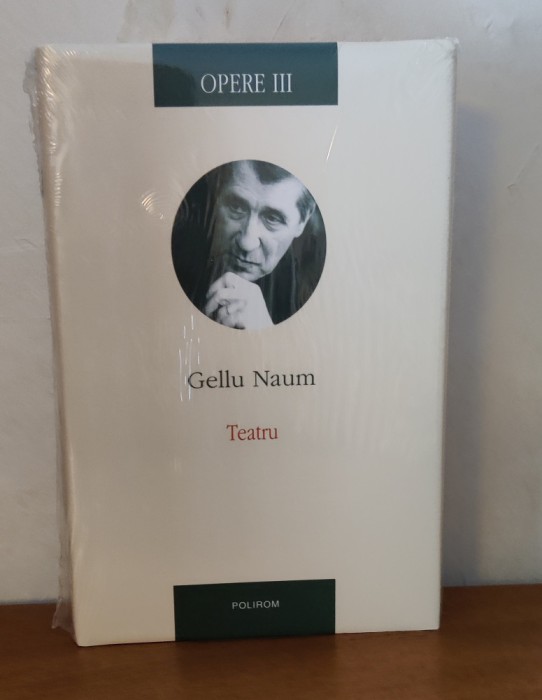 OPERE III
Gellu Naum
Teatru
POLIROM